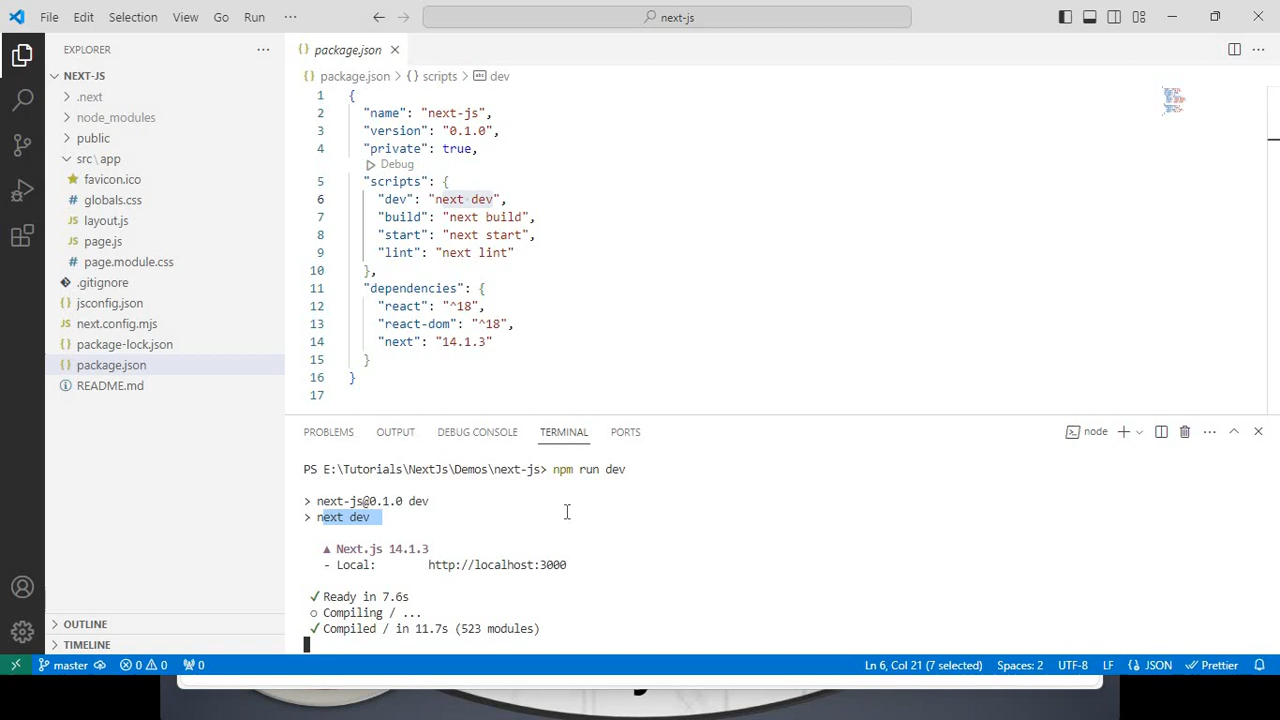 File Edit Selection View Go Run ··· next-js
EXPLORER ···
NEXT-JS
.next
node_modules
public
src\app
favicon.ico
globals.css
layout.js
page.js
page.module.css
.gitignore
jsconfig.json
next.config.mjs
package-lock.json
package.json
README.md
OUTLINE
TIMELINE
package.json
package.json > {} scripts > dev
1 {
2 "name": "next-js",
3 "version": "0.1.0",
4 "private": true,
Debug
5 "scripts": {
6 "dev": "next dev",
7 "build": "next build",
8 "start": "next start",
9 "lint": "next lint"
10 },
11 "dependencies": {
12 "react": "^18",
13 "react-dom": "^18",
14 "next": "14.1.3"
15 }
16 }
17
PROBLEMS OUTPUT DEBUG CONSOLE TERMINAL PORTS node
PS E:\Tutorials\NextJs\Demos\next-js> npm run dev
> next-js@0.1.0 dev
> next dev
▲ Next.js 14.1.3
- Local: http://localhost:3000
✓ Ready in 7.6s
○ Compiling / ...
✓ Compiled / in 11.7s (523 modules)
master 0 0 0 Ln 6, Col 21 (7 selected) Spaces: 2 UTF-8 LF {} JSON Prettier